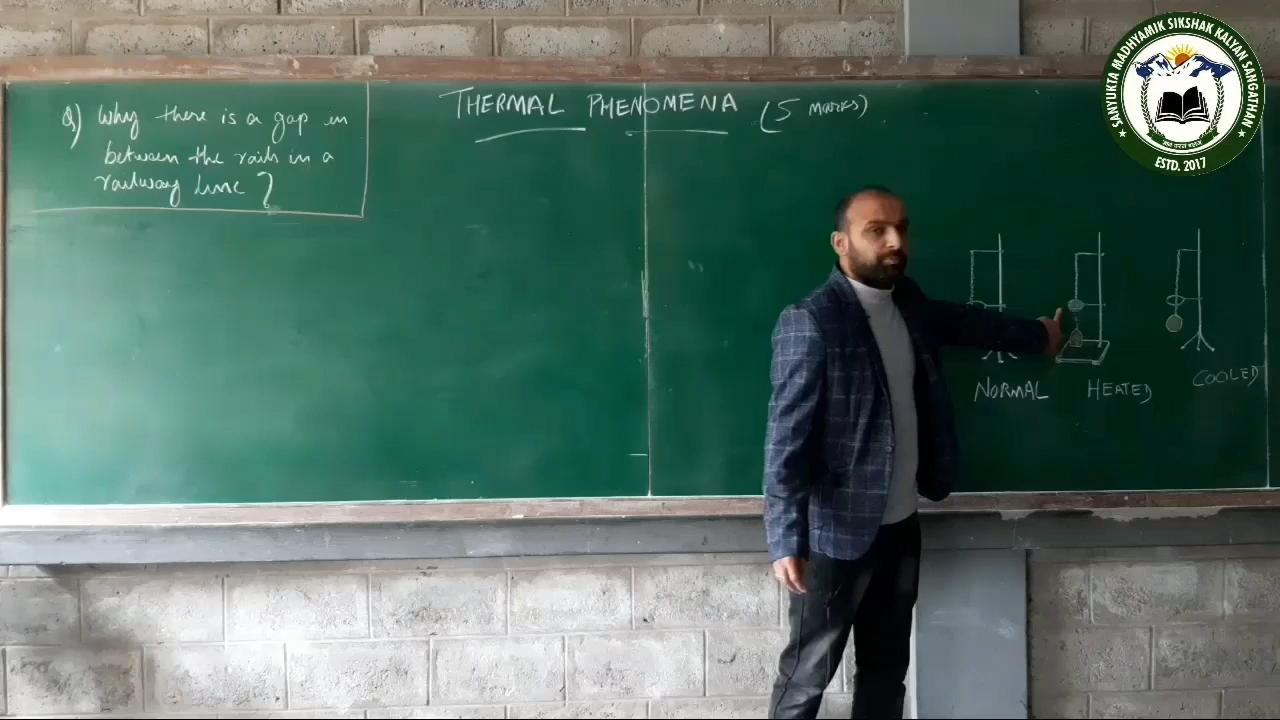 Q) Why there is a gap in
between the rails in a
railway line?
THERMAL PHENOMENA (5 MARKS)
NORMAL
HEATED
COOLED
SANYUKTA MADHYAMIK SIKSHAK KALYAN SANGATHAN
ESTD. 2017